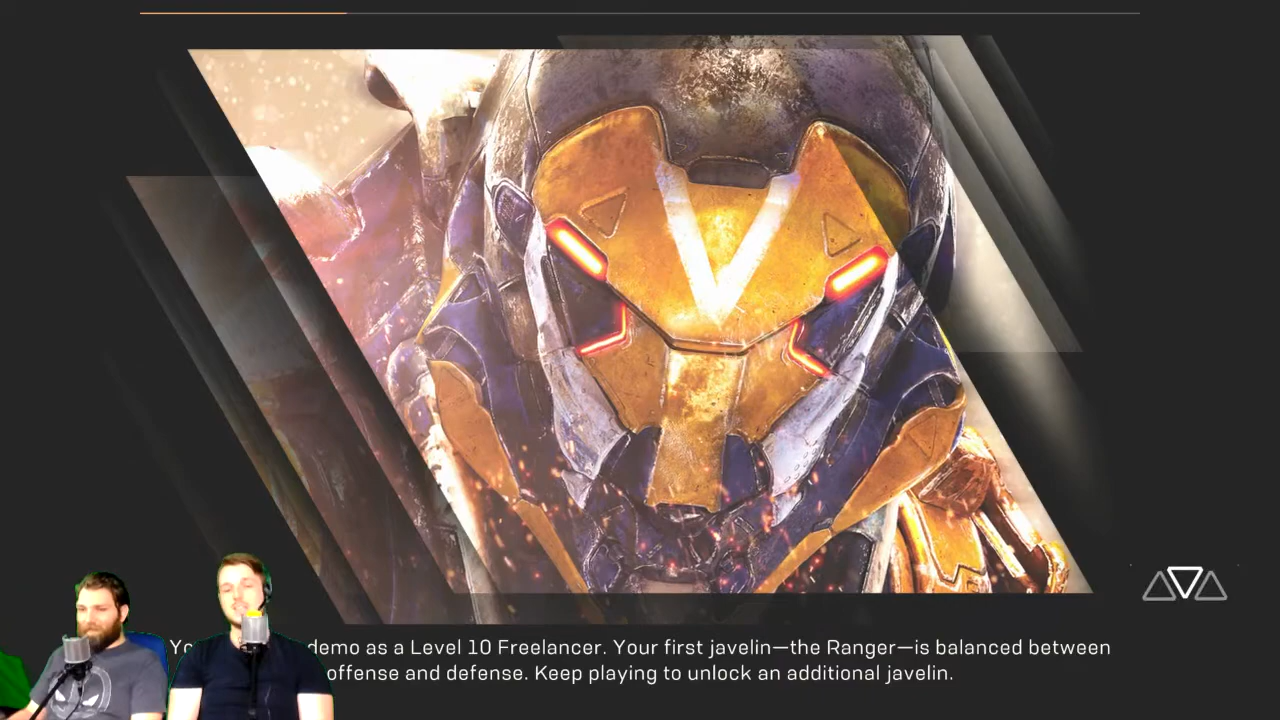 demo as a Level 10 Freelancer. Your first javelin—the Ranger—is balanced between
offense and defense. Keep playing to unlock an additional javelin.